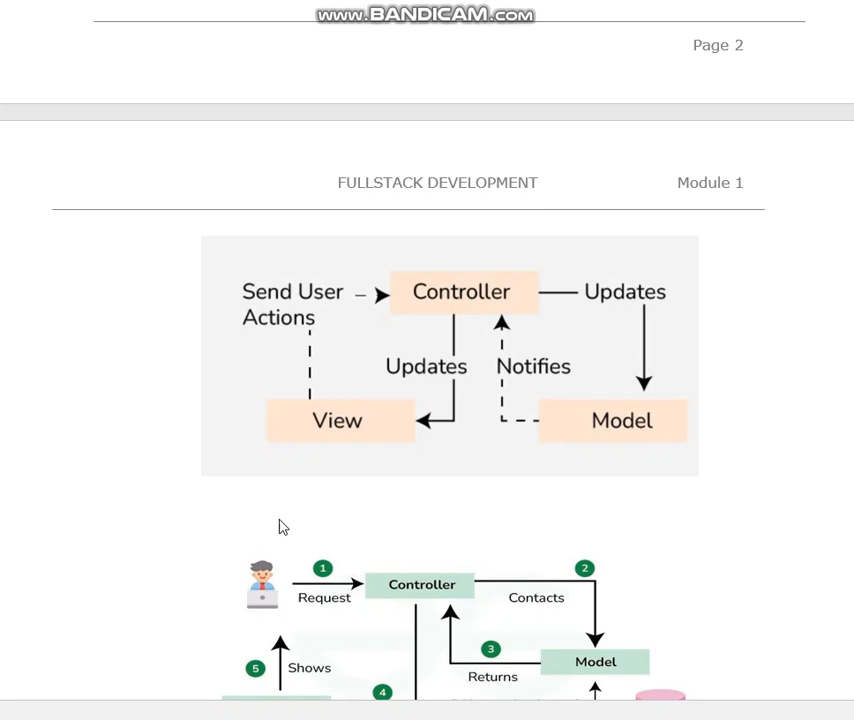 www.BANDICAM.com
Page 2
FULLSTACK DEVELOPMENT Module 1
Send User Actions
Controller
Updates
Updates
Notifies
View
Model
1
Request
Controller
2
Contacts
3
Returns
Model
5
Shows
4